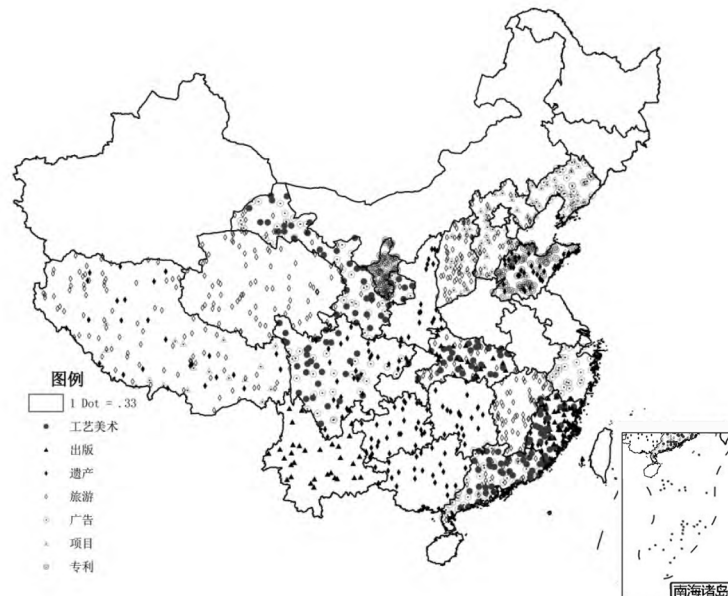 图例
1 Dot = .33
工艺美术
出版
遗产
旅游
广告
项目
专利
南海诸岛